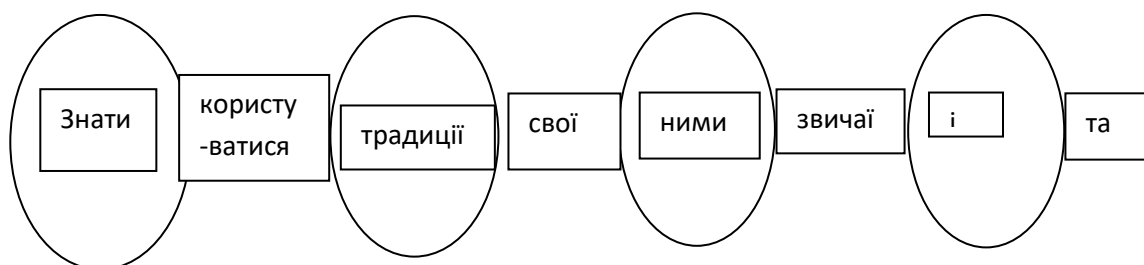 Знати
користу
-ватися
традиції
свої
ними
звичаї
і
та